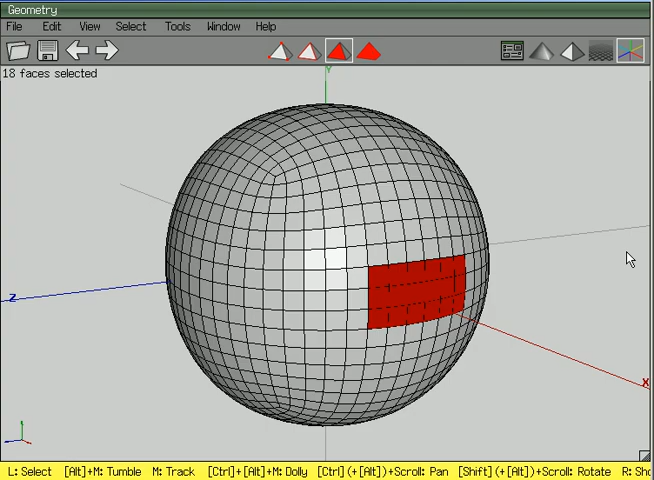 Geometry
File Edit View Select Tools Windows Help
18 faces selected
Y
Z
X
L: Select [Alt]+M: Tumble M: Track [Ctrl]+[Alt]+M: Dolly [Ctrl](+[Alt])+Scroll: Pan [Shift](+[Alt])+Scroll: Rotate R: Sho